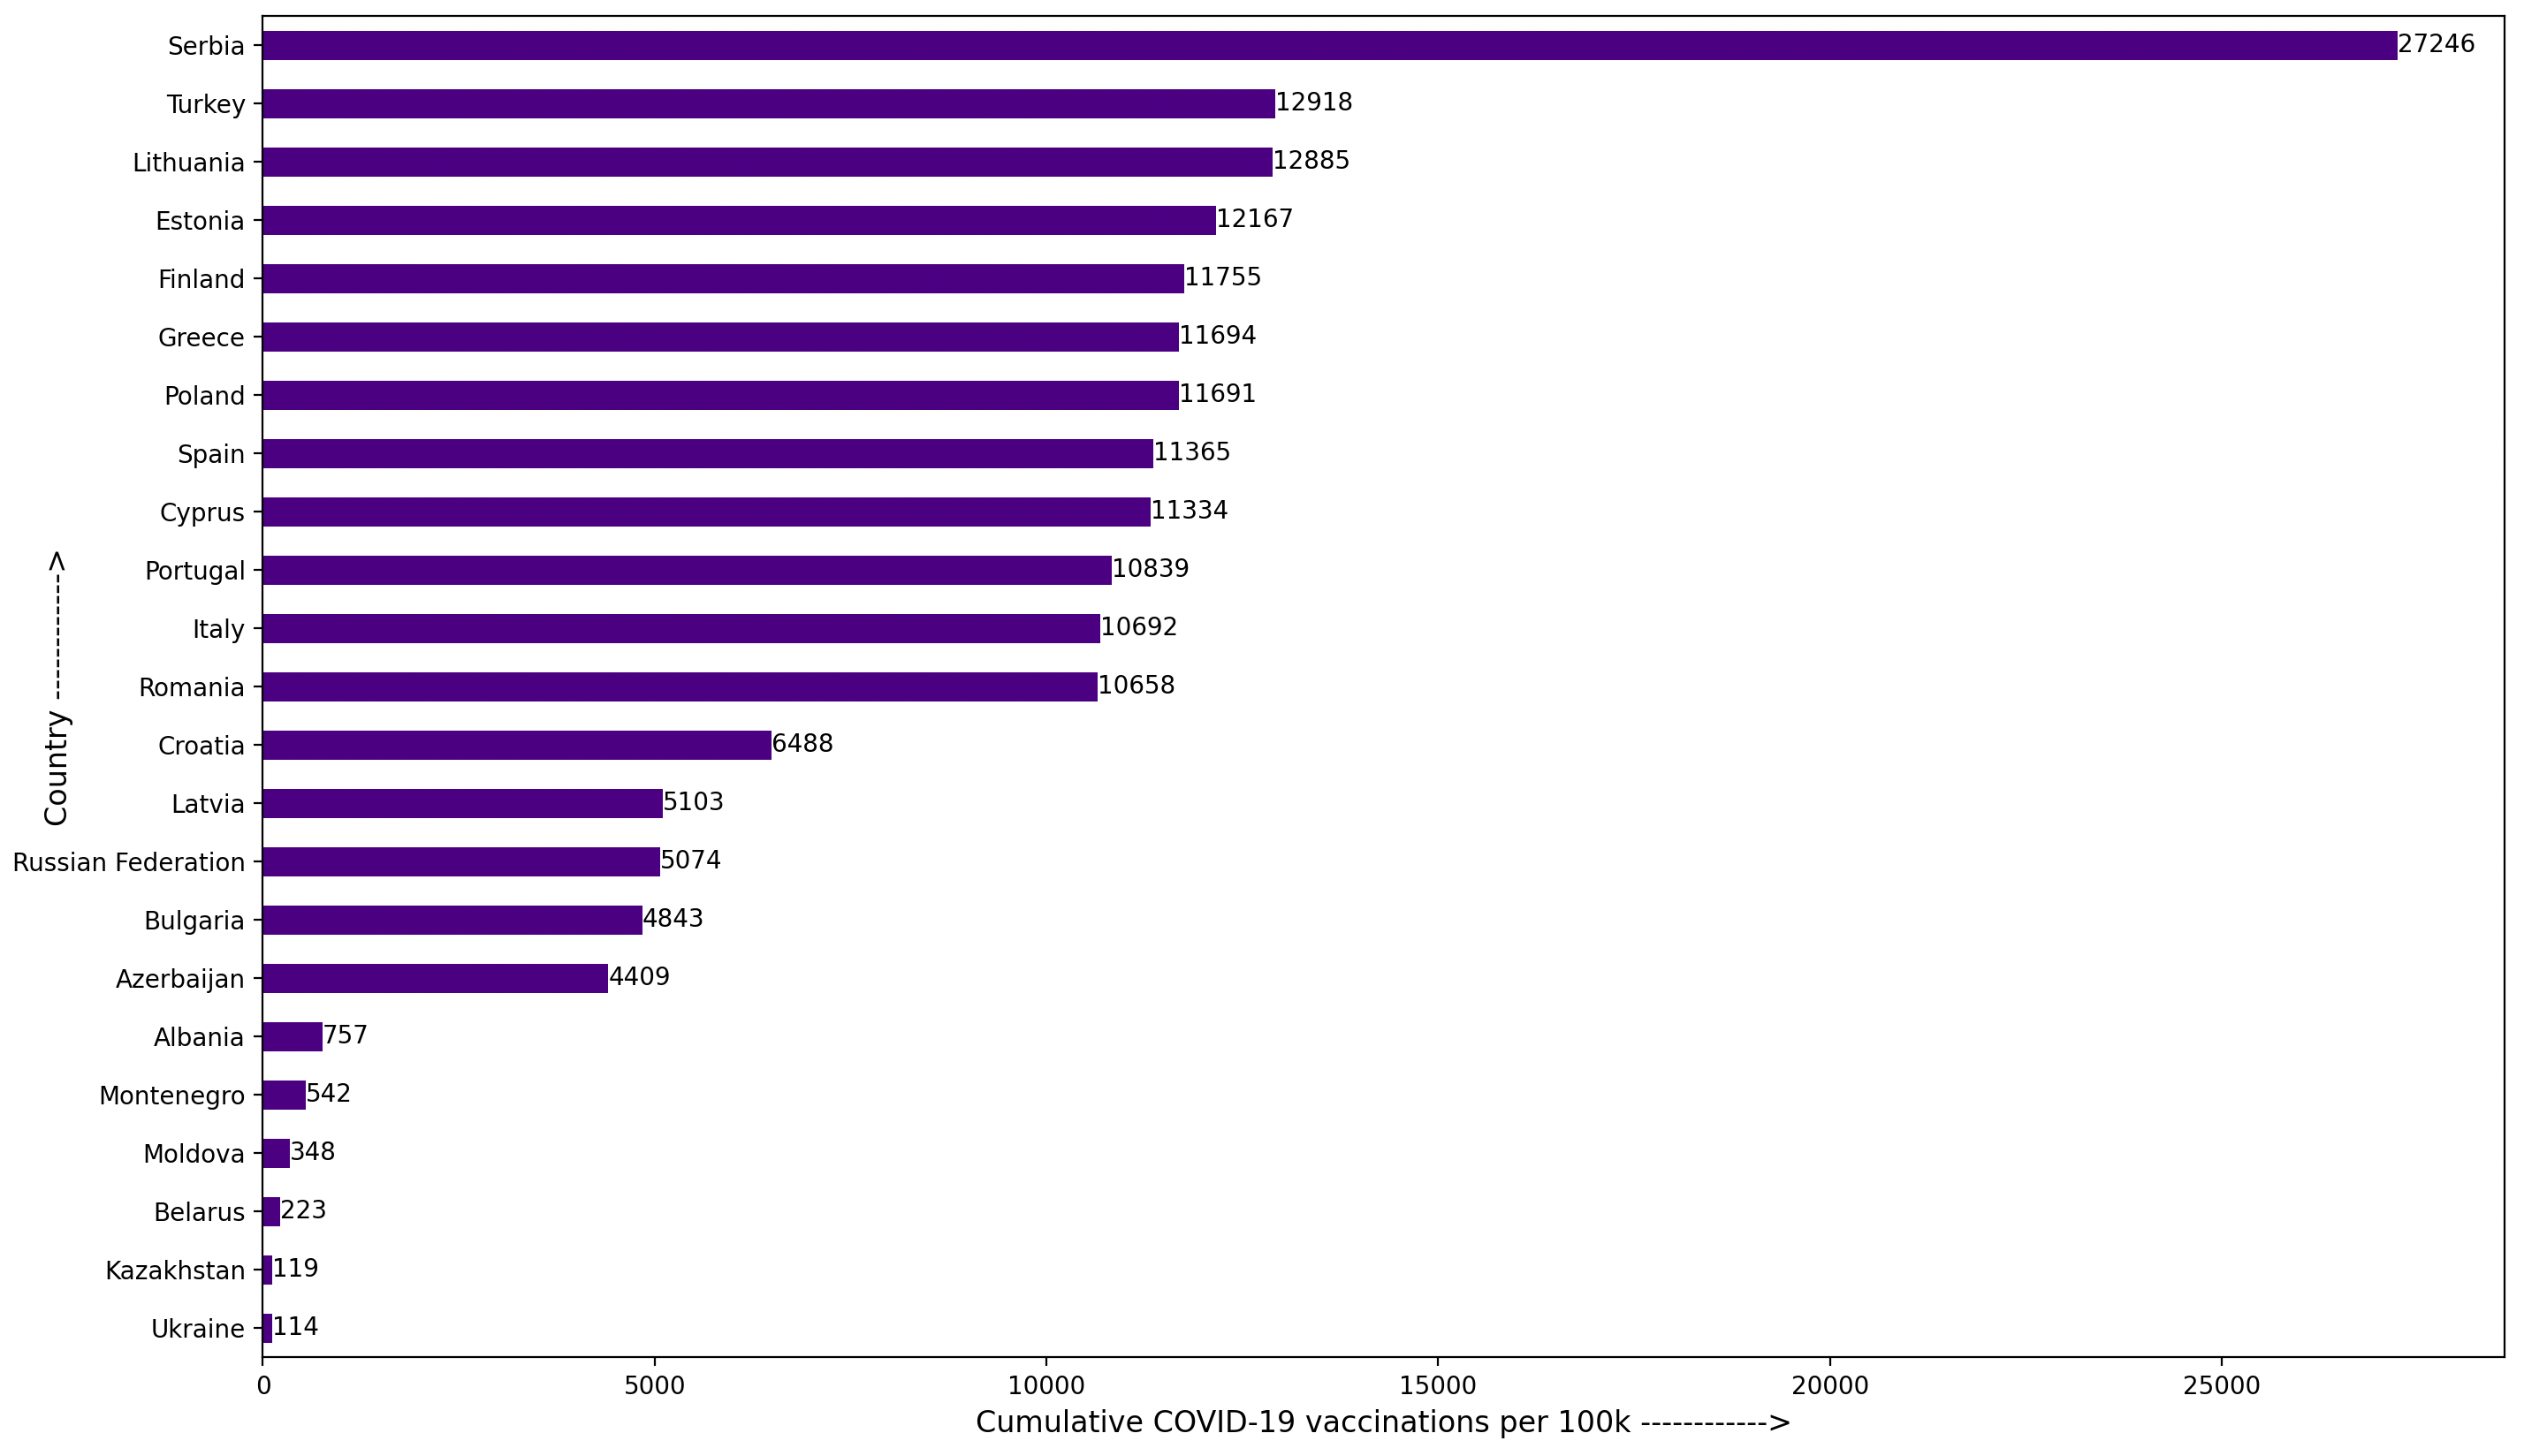 Serbia 27246
Turkey 12918
Lithuania 12885
Estonia 12167
Finland 11755
Greece 11694
Poland 11691
Spain 11365
Cyprus 11334
Portugal 10839
Italy 10692
Romania 10658
Croatia 6488
Latvia 5103
Russian Federation 5074
Bulgaria 4843
Azerbaijan 4409
Albania 757
Montenegro 542
Moldova 348
Belarus 223
Kazakhstan 119
Ukraine 114
Country ------------>
0 5000 10000 15000 20000 25000
Cumulative COVID-19 vaccinations per 100k ------------>